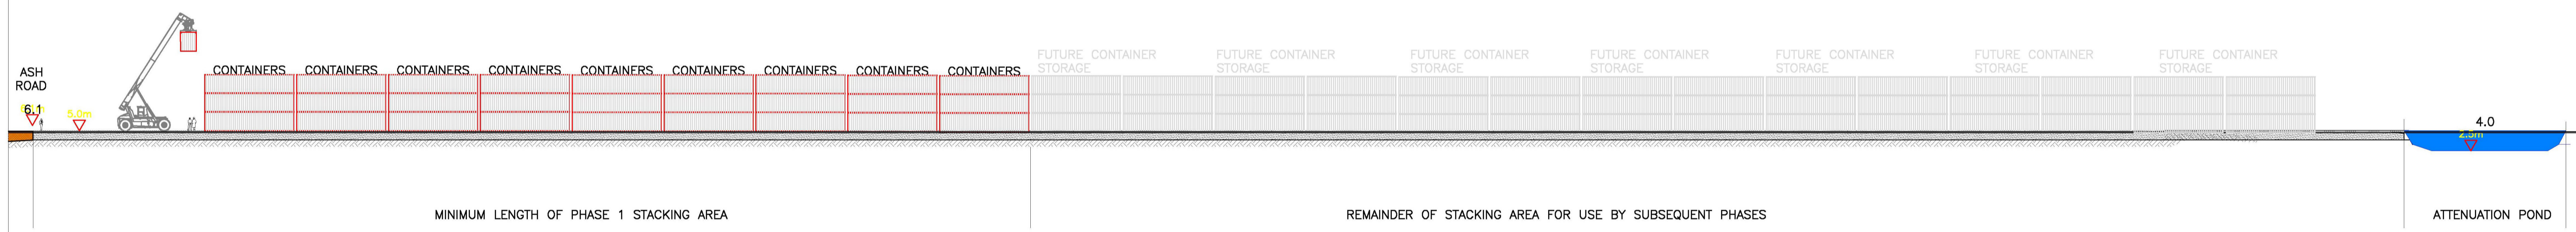 ASH
ROAD
6.1
5.0m
CONTAINERS
CONTAINERS
CONTAINERS
CONTAINERS
CONTAINERS
CONTAINERS
CONTAINERS
CONTAINERS
CONTAINERS
FUTURE CONTAINER
STORAGE
FUTURE CONTAINER
STORAGE
FUTURE CONTAINER
STORAGE
FUTURE CONTAINER
STORAGE
FUTURE CONTAINER
STORAGE
FUTURE CONTAINER
STORAGE
FUTURE CONTAINER
STORAGE
4.0
2.5m
MINIMUM LENGTH OF PHASE 1 STACKING AREA
REMAINDER OF STACKING AREA FOR USE BY SUBSEQUENT PHASES
ATTENUATION POND